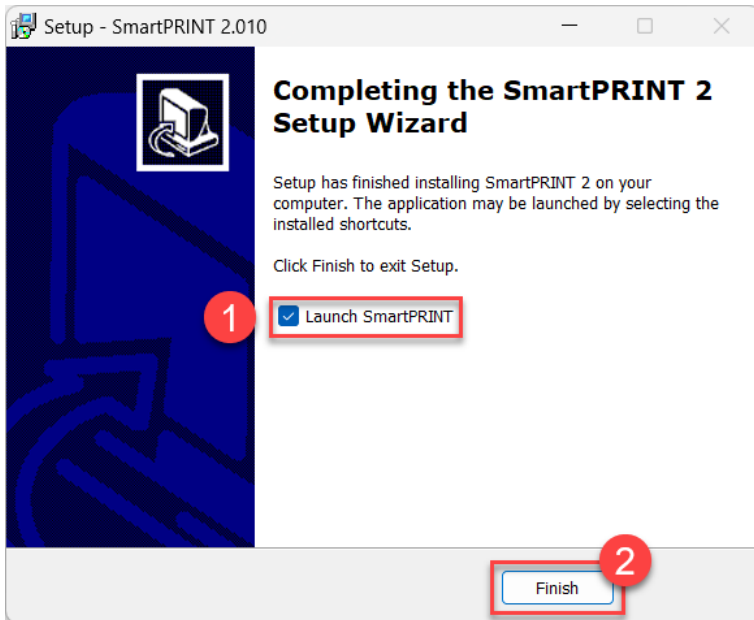 Setup - SmartPRINT 2.010
Completing the SmartPRINT 2
Setup Wizard
Setup has finished installing SmartPRINT 2 on your
computer. The application may be launched by selecting the
installed shortcuts.
Click Finish to exit Setup.
1
Launch SmartPRINT
2
Finish